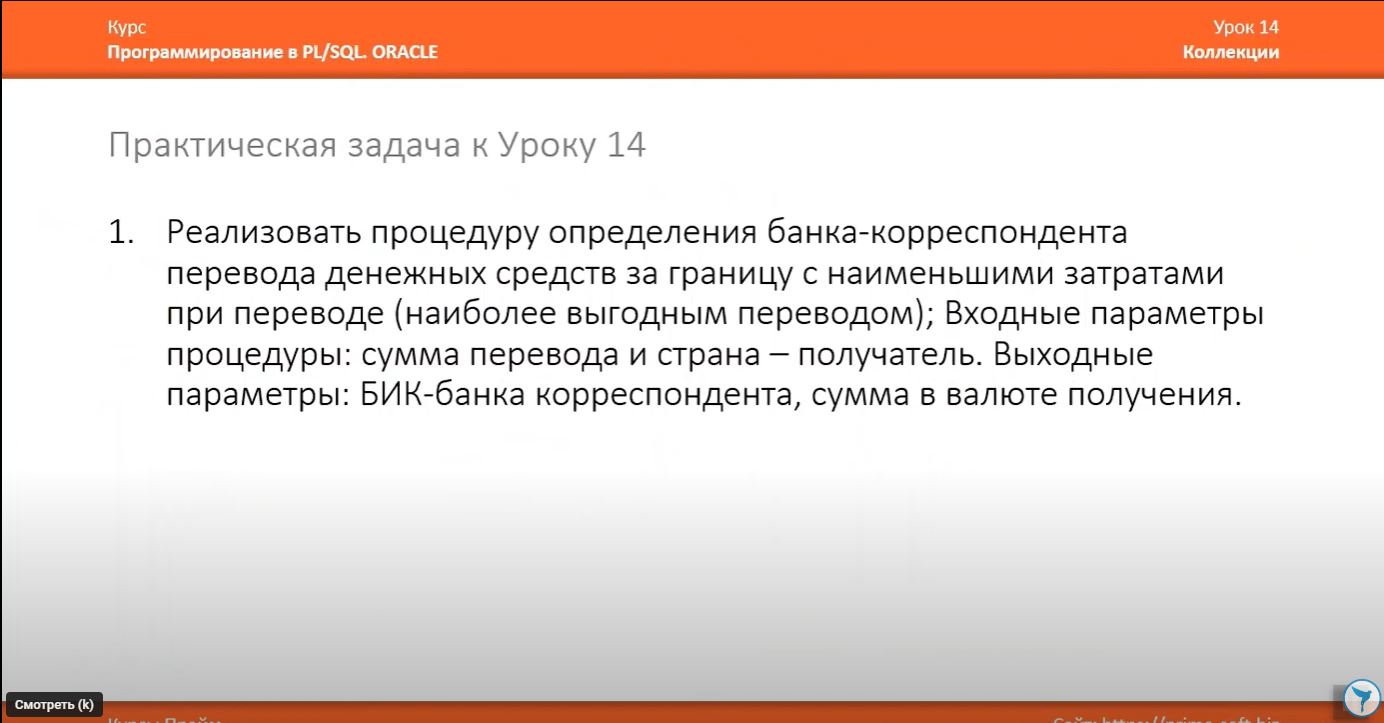 Курс
Программирование в PL/SQL. ORACLE
Урок 14
Коллекции
Практическая задача к Уроку 14
1. Реализовать процедуру определения банка-корреспондента
перевода денежных средств за границу с наименьшими затратами
при переводе (наиболее выгодным переводом); Входные параметры
процедуры: сумма перевода и страна – получатель. Выходные
параметры: БИК-банка корреспондента, сумма в валюте получения.
Смотреть (k)